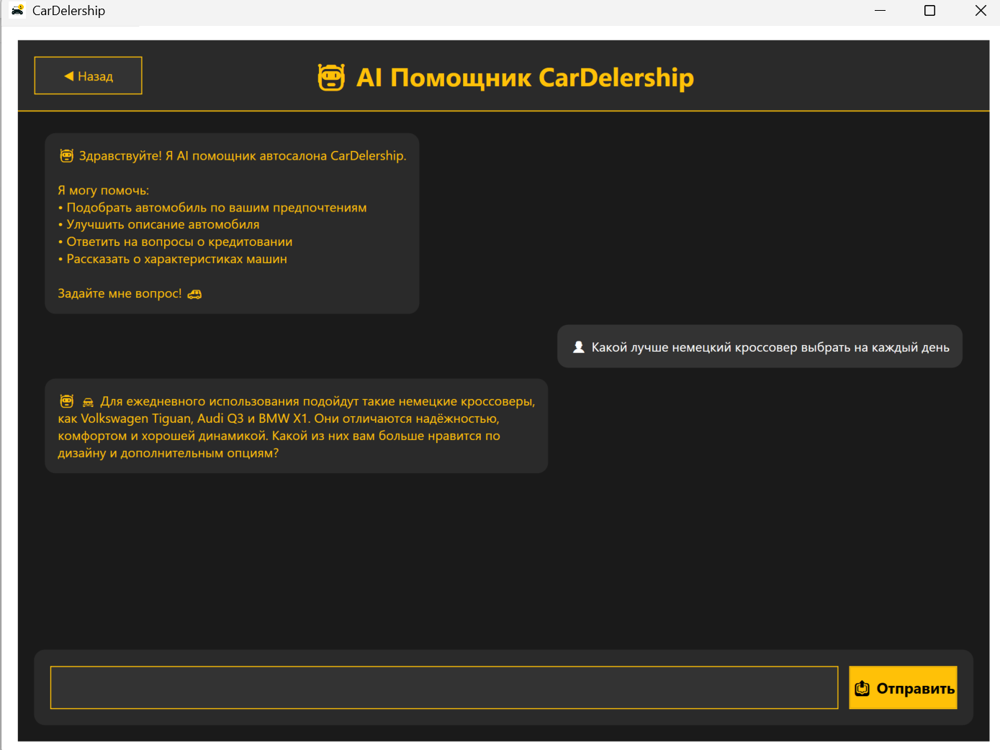 CarDelership
◀ Назад
AI Помощник CarDelership
Здравствуйте! Я AI помощник автосалона CarDelership.
Я могу помочь:
• Подобрать автомобиль по вашим предпочтениям
• Улучшить описание автомобиля
• Ответить на вопросы о кредитовании
• Рассказать о характеристиках машин
Задайте мне вопрос!
Какой лучше немецкий кроссовер выбрать на каждый день
Для ежедневного использования подойдут такие немецкие кроссоверы,
как Volkswagen Tiguan, Audi Q3 и BMW X1. Они отличаются надёжностью,
комфортом и хорошей динамикой. Какой из них вам больше нравится по
дизайну и дополнительным опциям?
Отправить